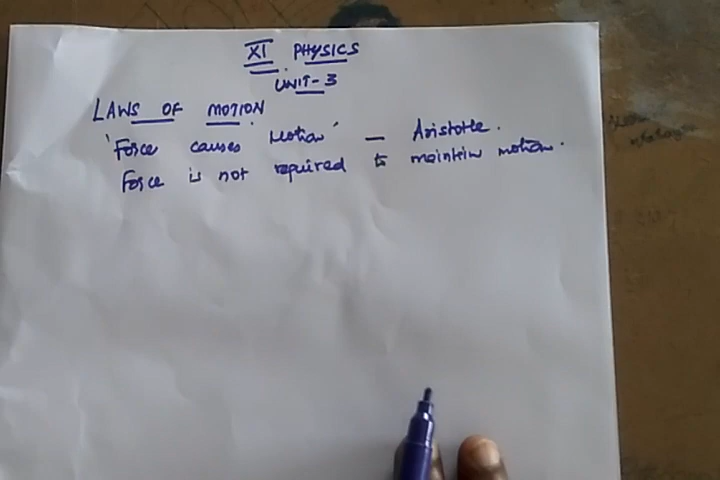 XI PHYSICS
UNIT-3
LAWS OF MOTION
'Force causes Motion' — Aristotle.
Force is not required to maintain motion.